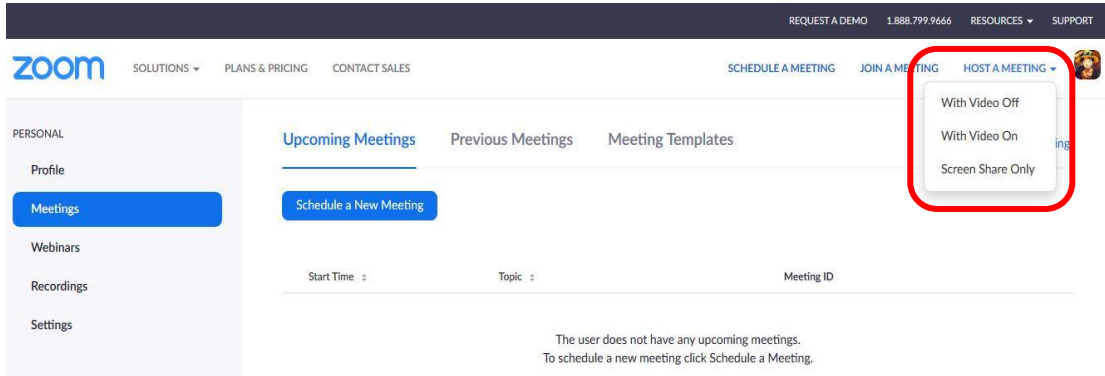 REQUEST A DEMO 1.888.799.9666 RESOURCES SUPPORT
zoom SOLUTIONS PLANS & PRICING CONTACT SALES SCHEDULE A MEETING JOIN A MEETING HOST A MEETING
With Video Off
With Video On
Screen Share Only
PERSONAL
Profile
Meetings
Webinars
Recordings
Settings
Upcoming Meetings Previous Meetings Meeting Templates
Schedule a New Meeting
Start Time Topic Meeting ID
The user does not have any upcoming meetings.
To schedule a new meeting click Schedule a Meeting.